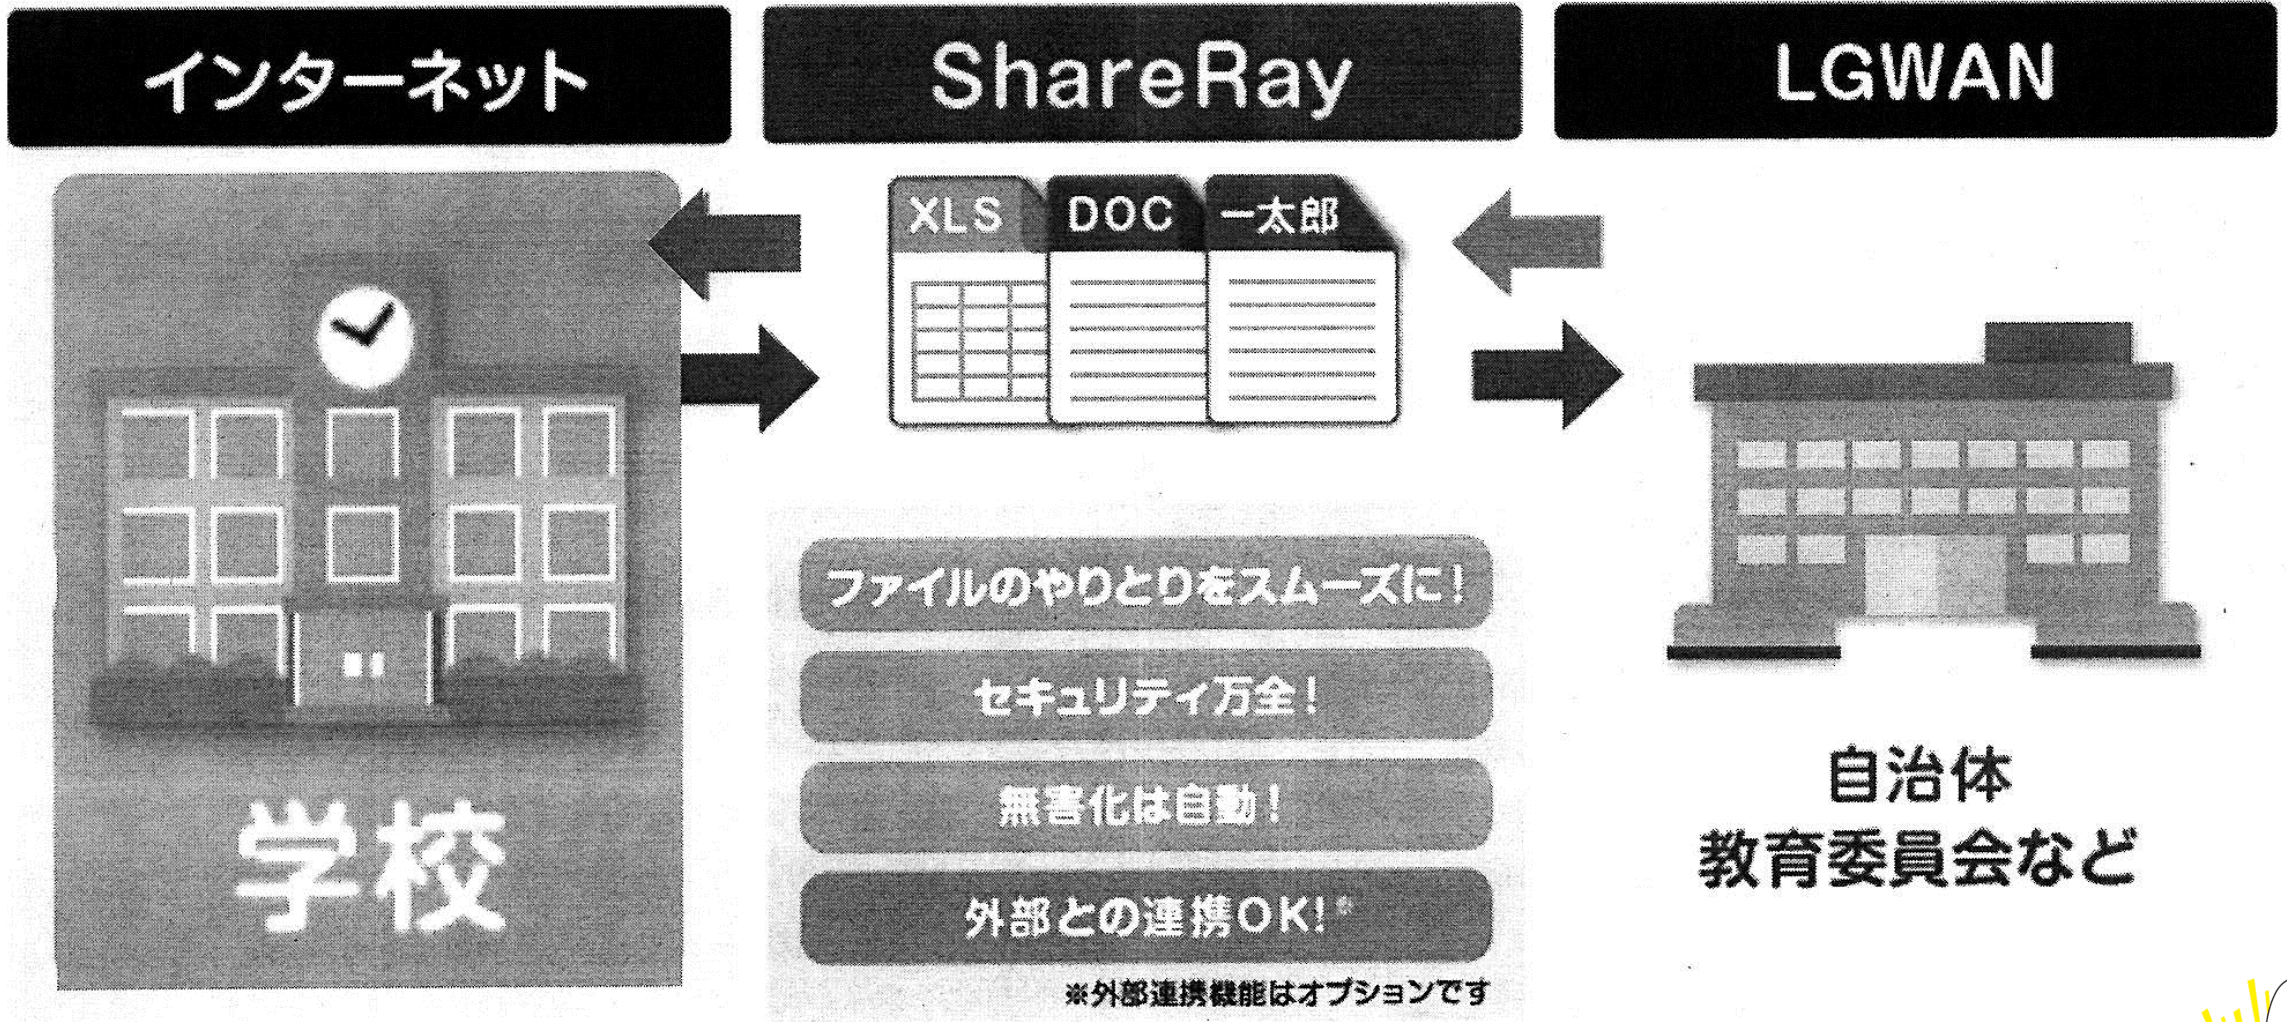 インターネット
ShareRay
LGWAN
XLS
DOC
一太郎
学校
ファイルのやりとりをスムーズに!
セキュリティ万全!
無害化は自動!
外部との連携OK!※
※外部連携機能はオプションです
自治体
教育委員会など